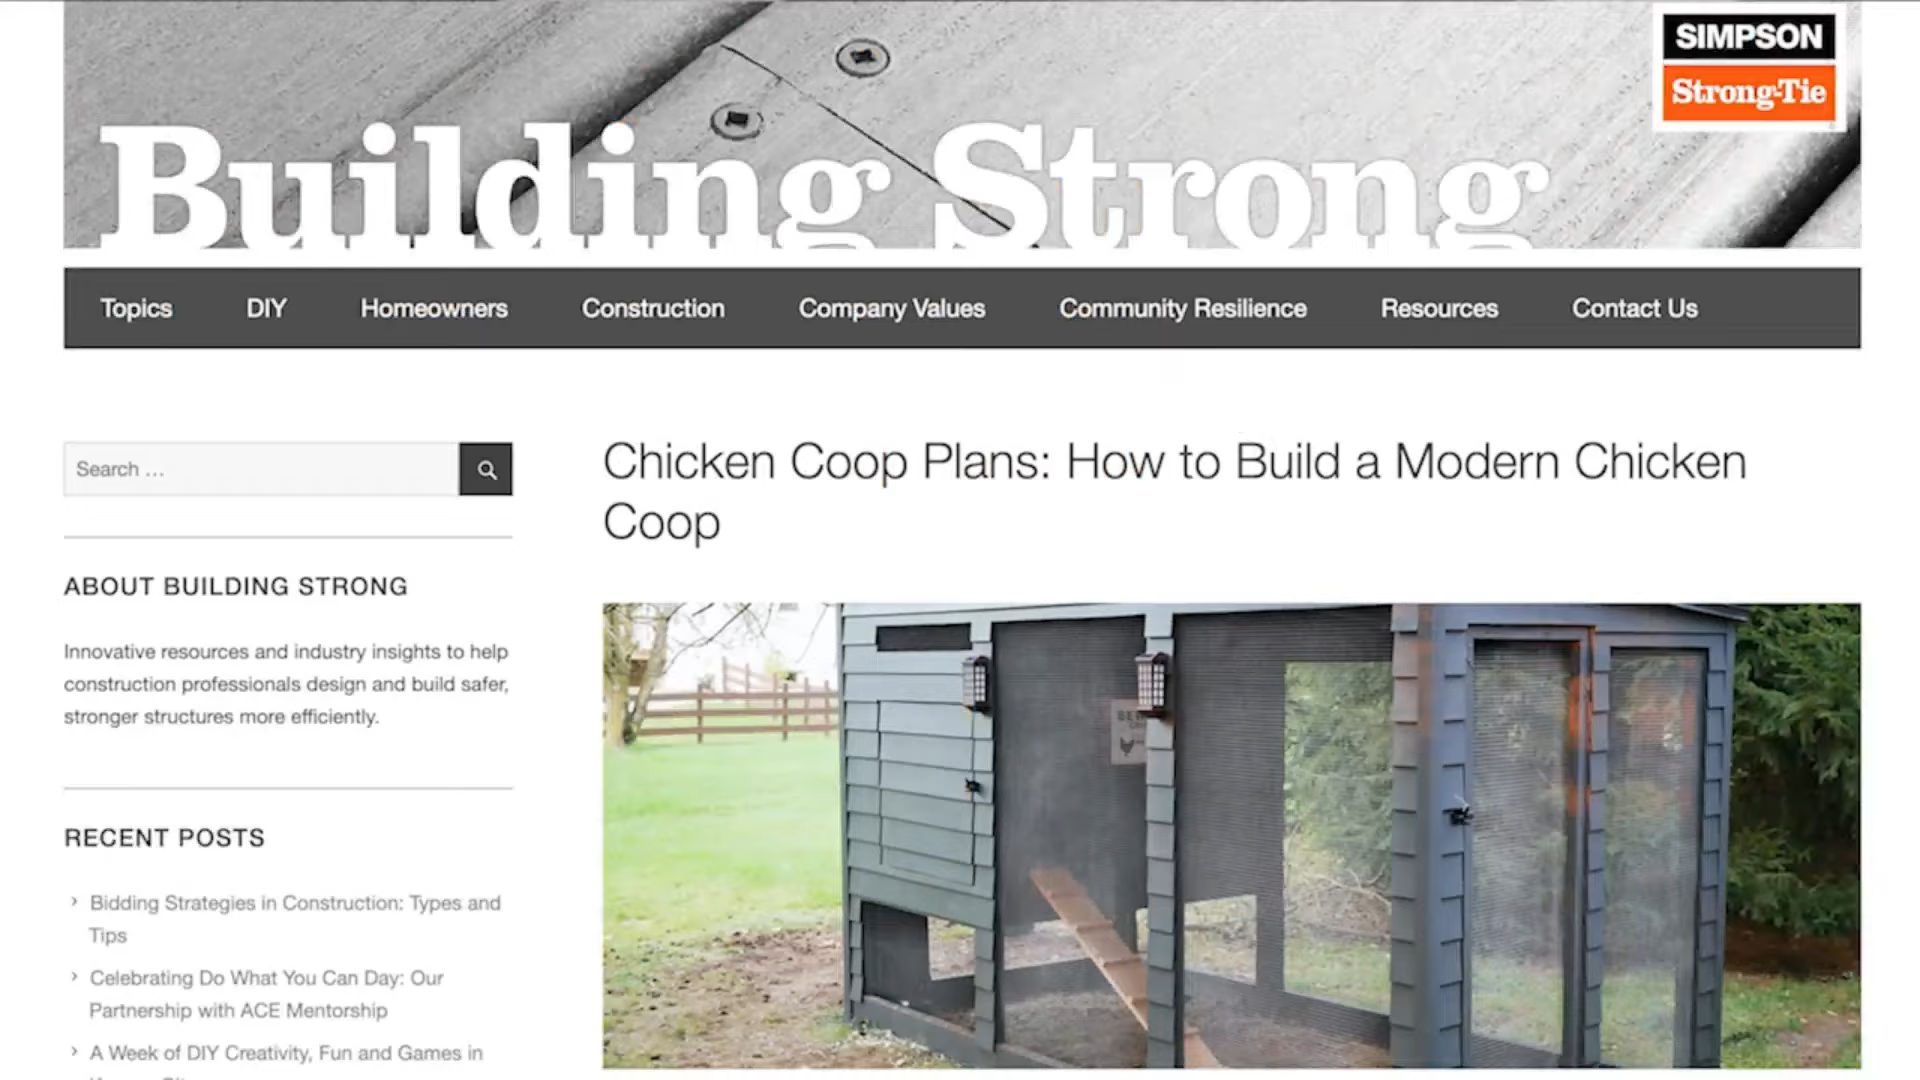 SIMPSON
Strong-Tie
Building Strong
Topics DIY Homeowners Construction Company Values Community Resilience Resources Contact Us
Search ...
Chicken Coop Plans: How to Build a Modern Chicken
Coop
ABOUT BUILDING STRONG
Innovative resources and industry insights to help
construction professionals design and build safer,
stronger structures more efficiently.
RECENT POSTS
Bidding Strategies in Construction: Types and
Tips
Celebrating Do What You Can Day: Our
Partnership with ACE Mentorship
A Week of DIY Creativity, Fun and Games in